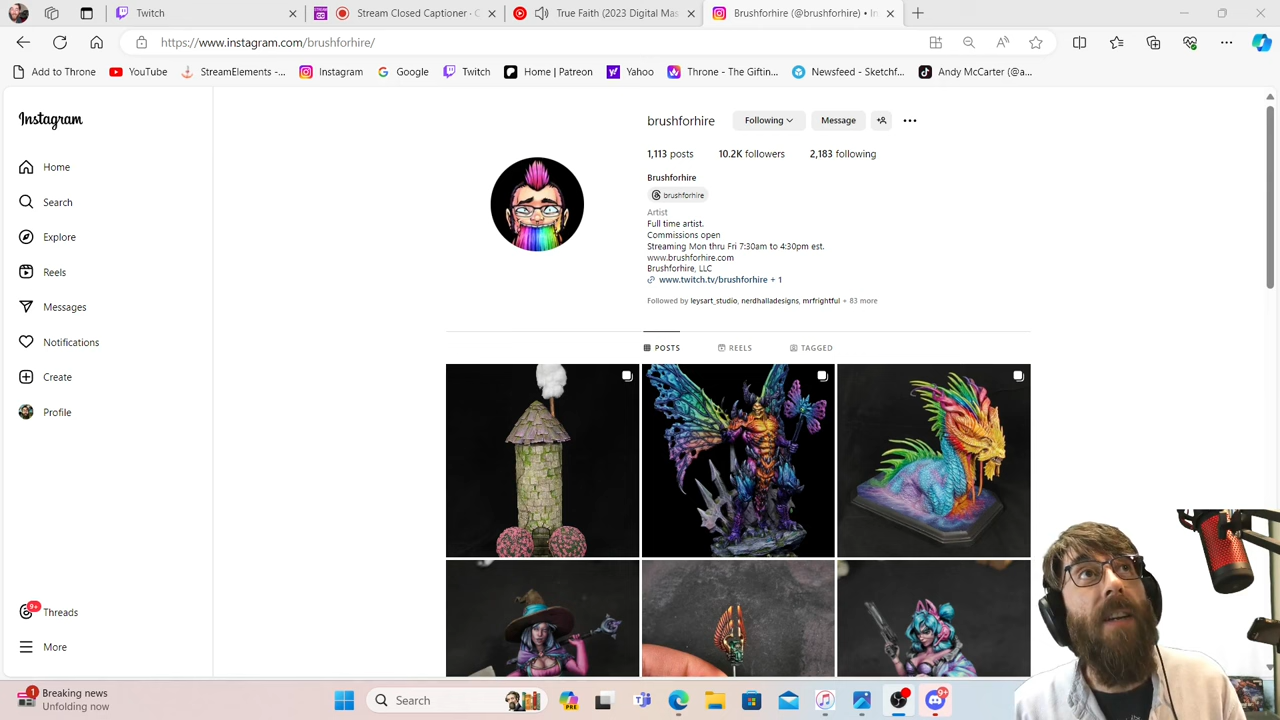 Twitch
Stream Closed Captioner - C
True Faith (2023 Digital Mas
Brushforhire (@brushforhire) • In
https://www.instagram.com/brushforhire/
Add to Throne
YouTube
StreamElements -...
Instagram
Google
Twitch
Home | Patreon
Yahoo
Throne - The Giftin...
Newsfeed - Sketchf...
Andy McCarter (@a...
Instagram
Home
Search
Explore
Reels
Messages
Notifications
Create
Profile
9+
Threads
More
brushforhire
Following
Message
1,113 posts 10.2K followers 2,183 following
Brushforhire
brushforhire
Artist
Full time artist.
Commissions open
Streaming Mon thru Fri 7:30am to 4:30pm est.
www.brushforhire.com
Brushforhire, LLC
www.twitch.tv/brushforhire + 1
Followed by leysart_studio, nerdhalladesigns, mrfrightful + 83 more
POSTS
REELS
TAGGED
1
Breaking news
Unfolding now
Search
9+